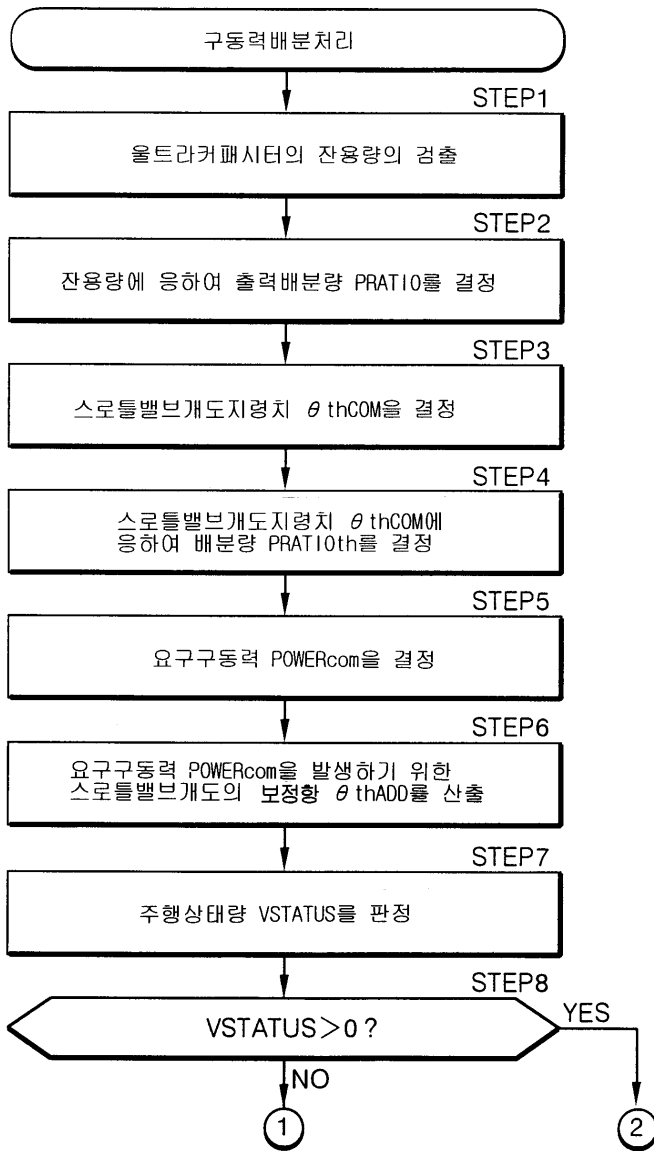 구동력배분처리
STEP1
울트라커패시터의 잔용량의 검출
STEP2
잔용량에 응하여 출력배분량 PRATIO를 결정
STEP3
스로틀밸브개도지령치 θthCOM을 결정
STEP4
스로틀밸브개도지령치 θthCOM에
응하여 배분량 PRATIOth를 결정
STEP5
요구구동력 POWERcom을 결정
STEP6
요구구동력 POWERcom을 발생하기 위한
스로틀밸브개도의 보정항 θthADD를 산출
STEP7
주행상태량 VSTATUS를 판정
STEP8
VSTATUS>0?
YES
NO
1
2